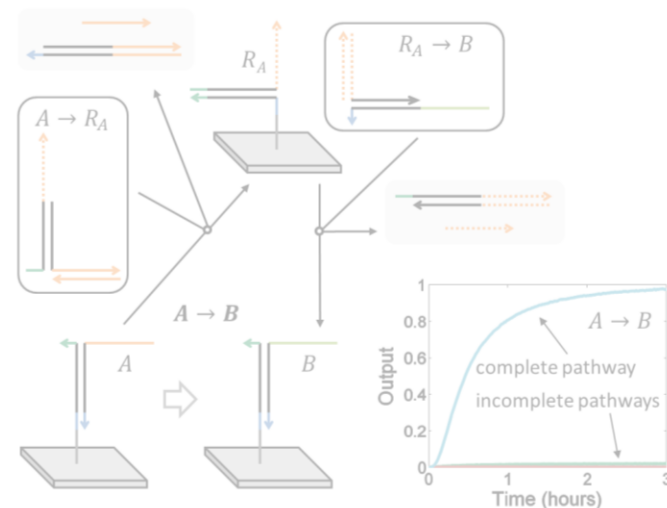 R_A
R_A → B
A → R_A
A → B
A
B
A → B
complete pathway
incomplete pathways
Output
1
0.8
0.6
0.4
0.2
0
0
1
2
3
Time (hours)